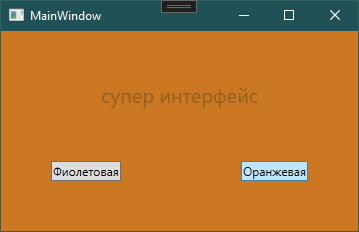 MainWindow
супер интерфейс
Фиолетовая
Оранжевая